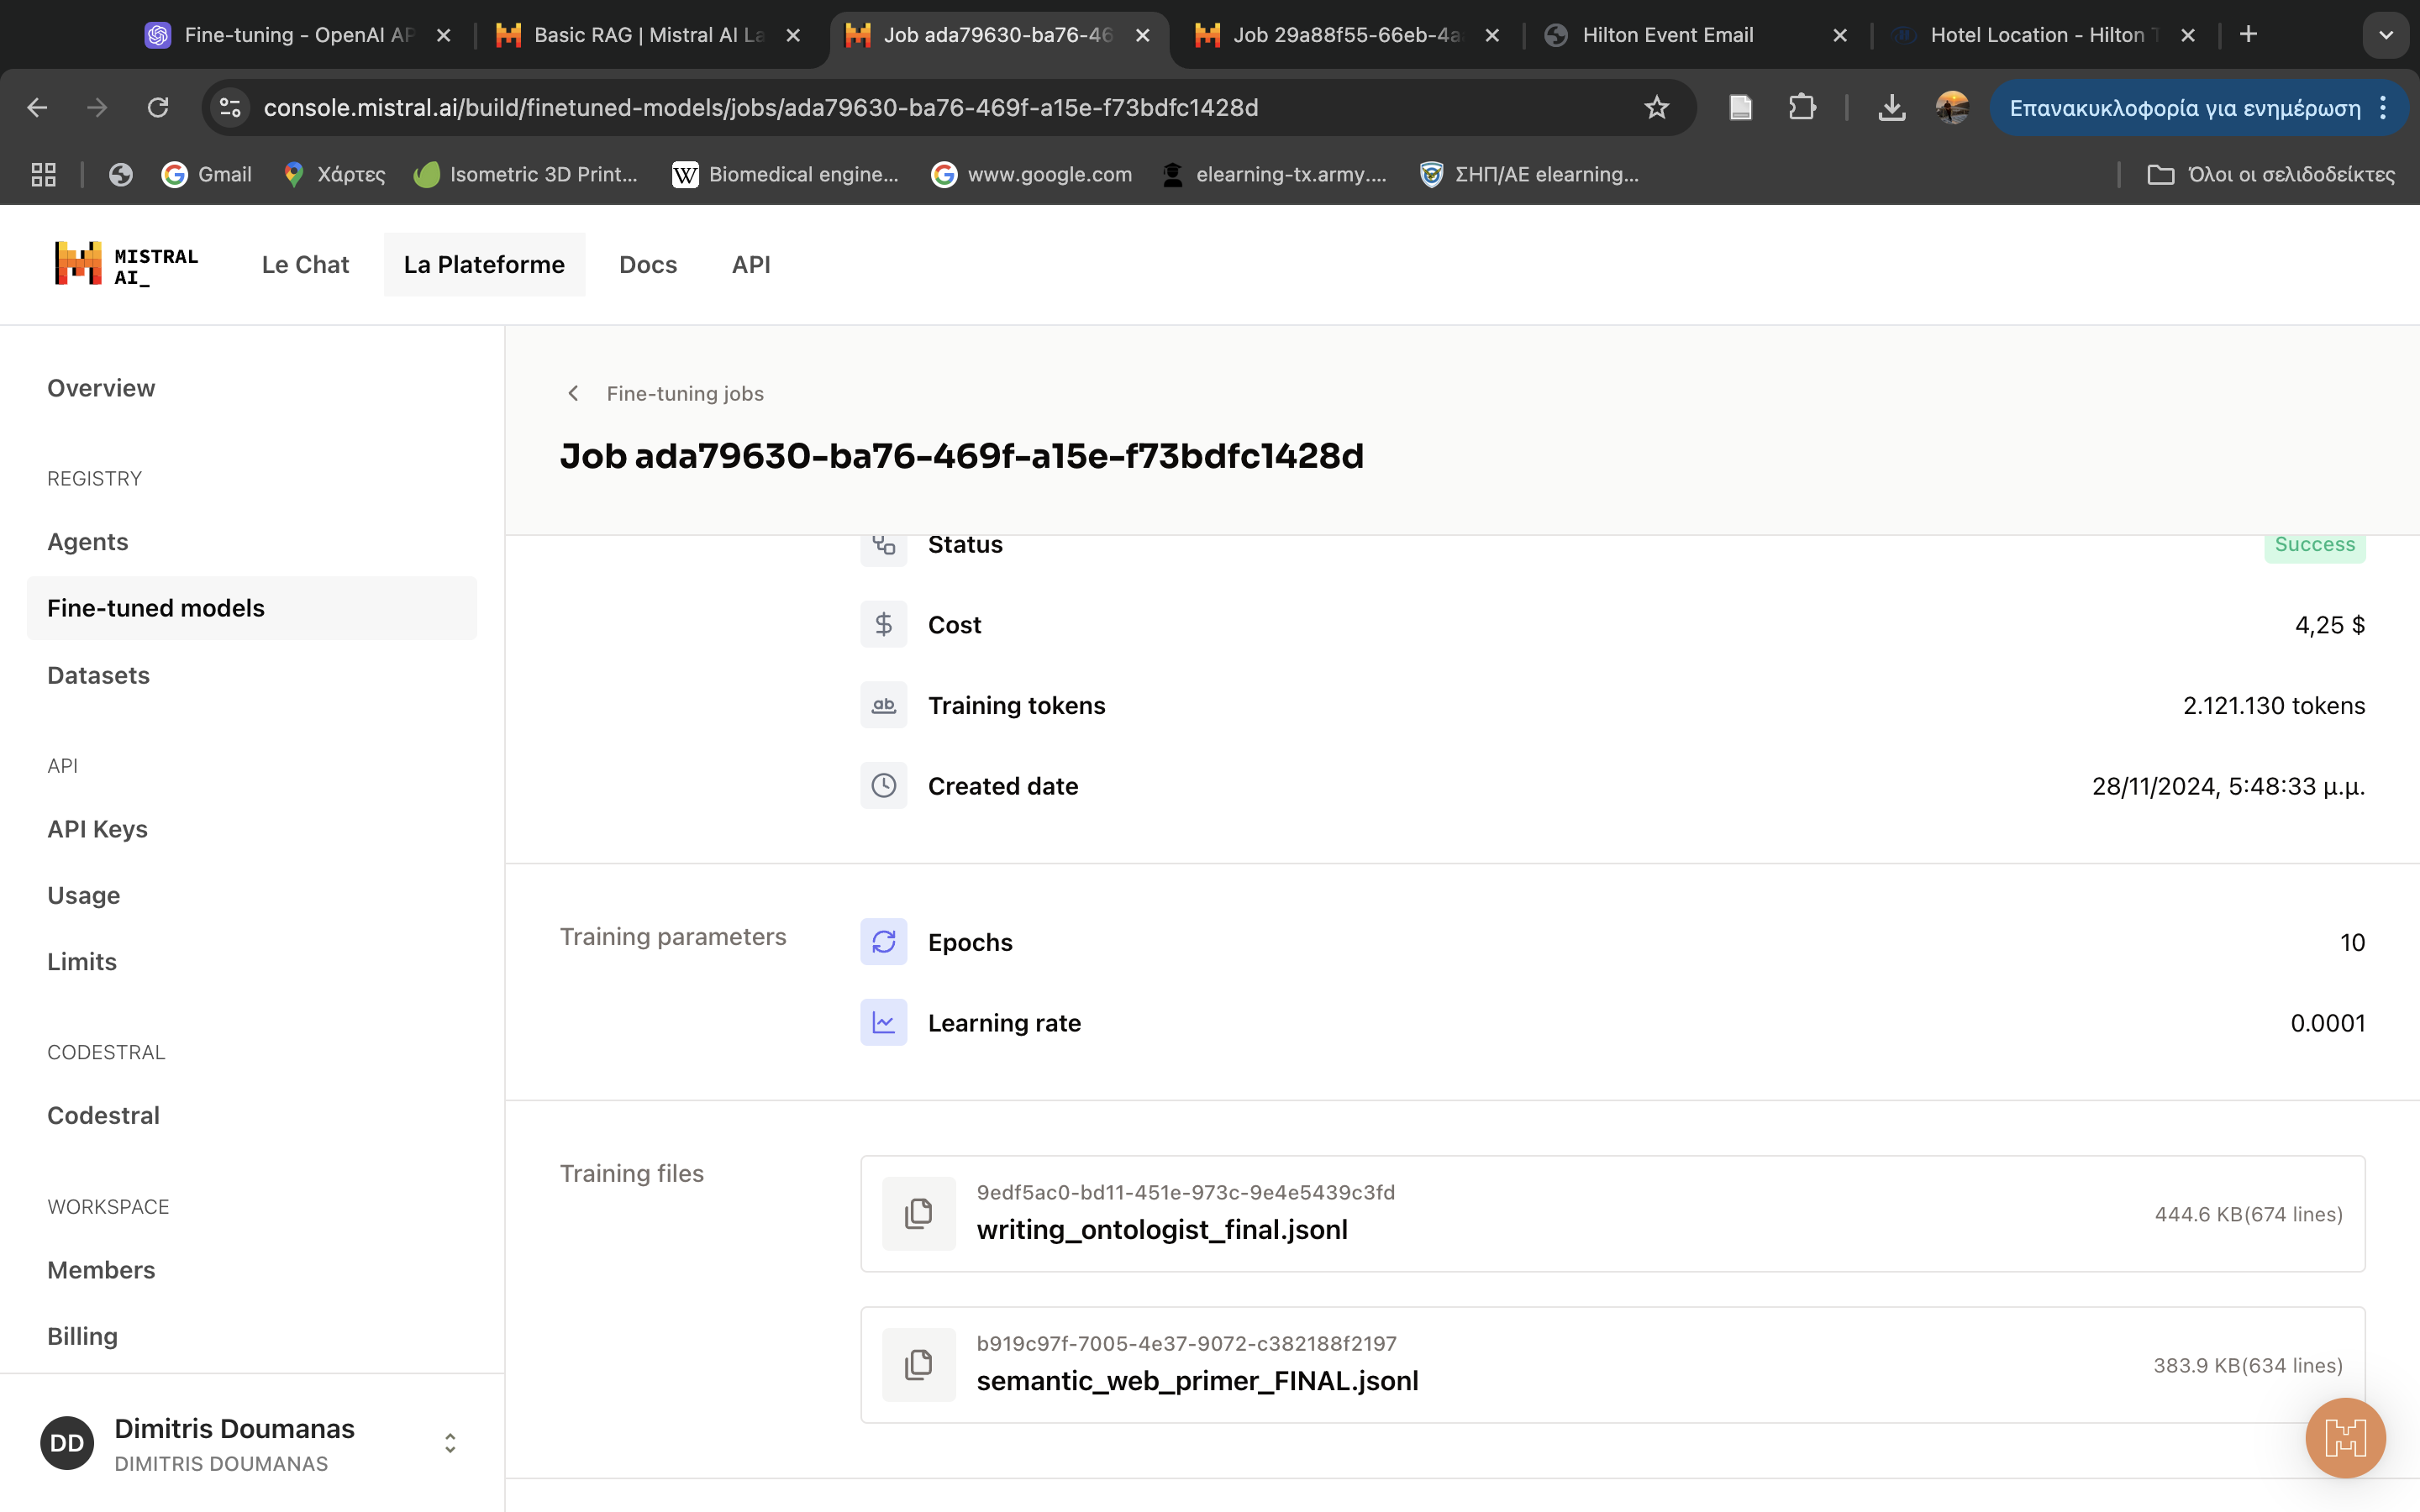 Fine-tuning - OpenAI AP
Basic RAG | Mistral AI La
Job ada79630-ba76-46
Job 29a88f55-66eb-4a
Hilton Event Email
Hotel Location - Hilton T
console.mistral.ai/build/finetuned-models/jobs/ada79630-ba76-469f-a15e-f73bdfc1428d
Επανακυκλοφορία για ενημέρωση
Gmail
Χάρτες
Isometric 3D Print...
Biomedical engine...
www.google.com
elearning-tx.army....
ΣΗΠ/ΑΕ elearning...
Όλοι οι σελιδοδείκτες
MISTRAL
AI_
Le Chat
La Plateforme
Docs
API
Overview
REGISTRY
Agents
Fine-tuned models
Datasets
API
API Keys
Usage
Limits
CODESTRAL
Codestral
WORKSPACE
Members
Billing
DD
Dimitris Doumanas
DIMITRIS DOUMANAS
Fine-tuning jobs
Job ada79630-ba76-469f-a15e-f73bdfc1428d
Status Success
Cost 4,25 $
Training tokens 2.121.130 tokens
Created date 28/11/2024, 5:48:33 μ.μ.
Training parameters
Epochs 10
Learning rate 0.0001
Training files
9edf5ac0-bd11-451e-973c-9e4e5439c3fd
writing_ontologist_final.jsonl
444.6 KB(674 lines)
b919c97f-7005-4e37-9072-c382188f2197
semantic_web_primer_FINAL.jsonl
383.9 KB(634 lines)